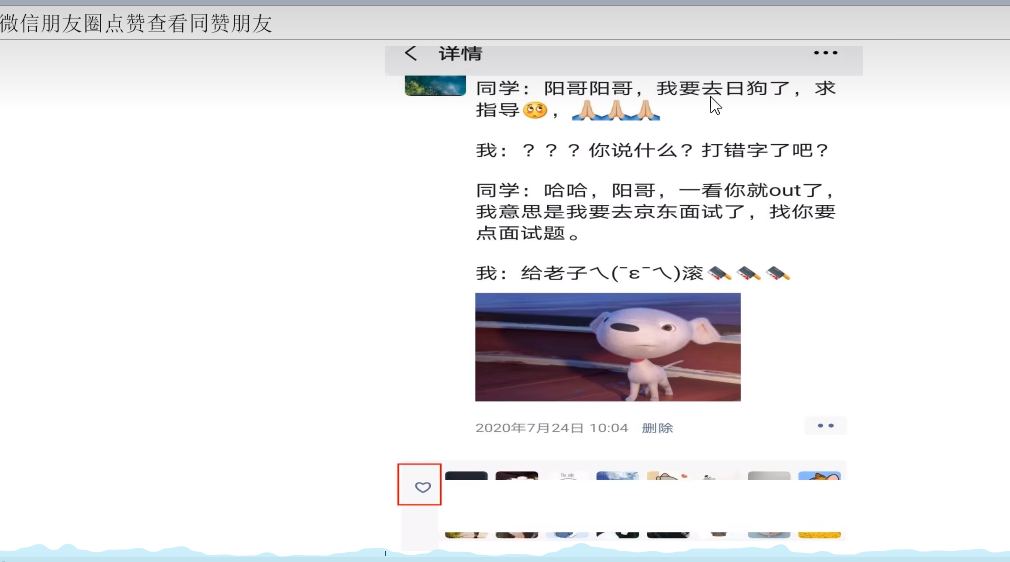 微信朋友圈点赞查看同赞朋友
详情
同学：阳哥阳哥，我要去日狗了，求
指导🥺，🙏🏼🙏🏼🙏🏼
我：？？？你说什么？打错字了吧？
同学：哈哈，阳哥，一看你就out了，
我意思是我要去京东面试了，找你要
点面试题。
我：给老子乀(ˉεˉ乀)滚🔪🔪🔪
2020年7月24日 10:04 删除